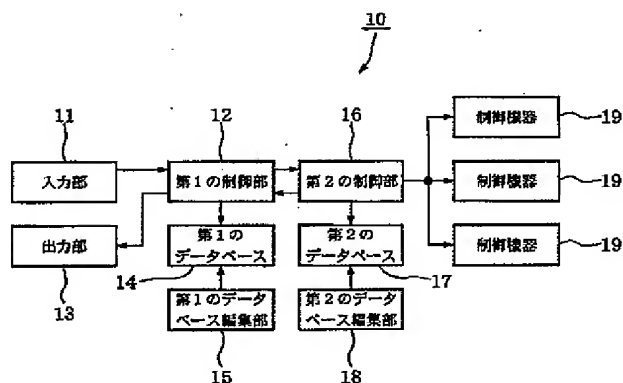 10
11
12
16
制御機器
19
入力部
第1の制御部
第2の制御部
制御機器
19
出力部
第1の
データベース
第2の
データベース
制御機器
19
13
14
17
第1のデータ
ベース編集部
第2のデータ
ベース編集部
15
18